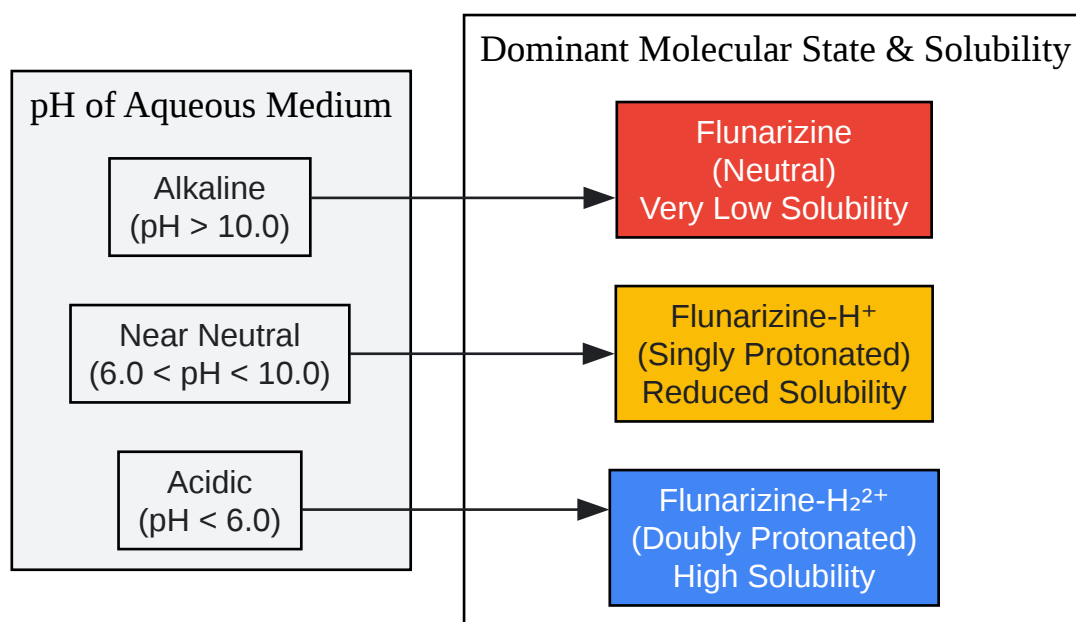 Dominant Molecular State & Solubility
pH of Aqueous Medium
Alkaline
(pH > 10.0)
Flunarizine
(Neutral)
Very Low Solubility
Near Neutral
(6.0 < pH < 10.0)
Flunarizine-H⁺
(Singly Protonated)
Reduced Solubility
Acidic
(pH < 6.0)
Flunarizine-H₂²⁺
(Doubly Protonated)
High Solubility